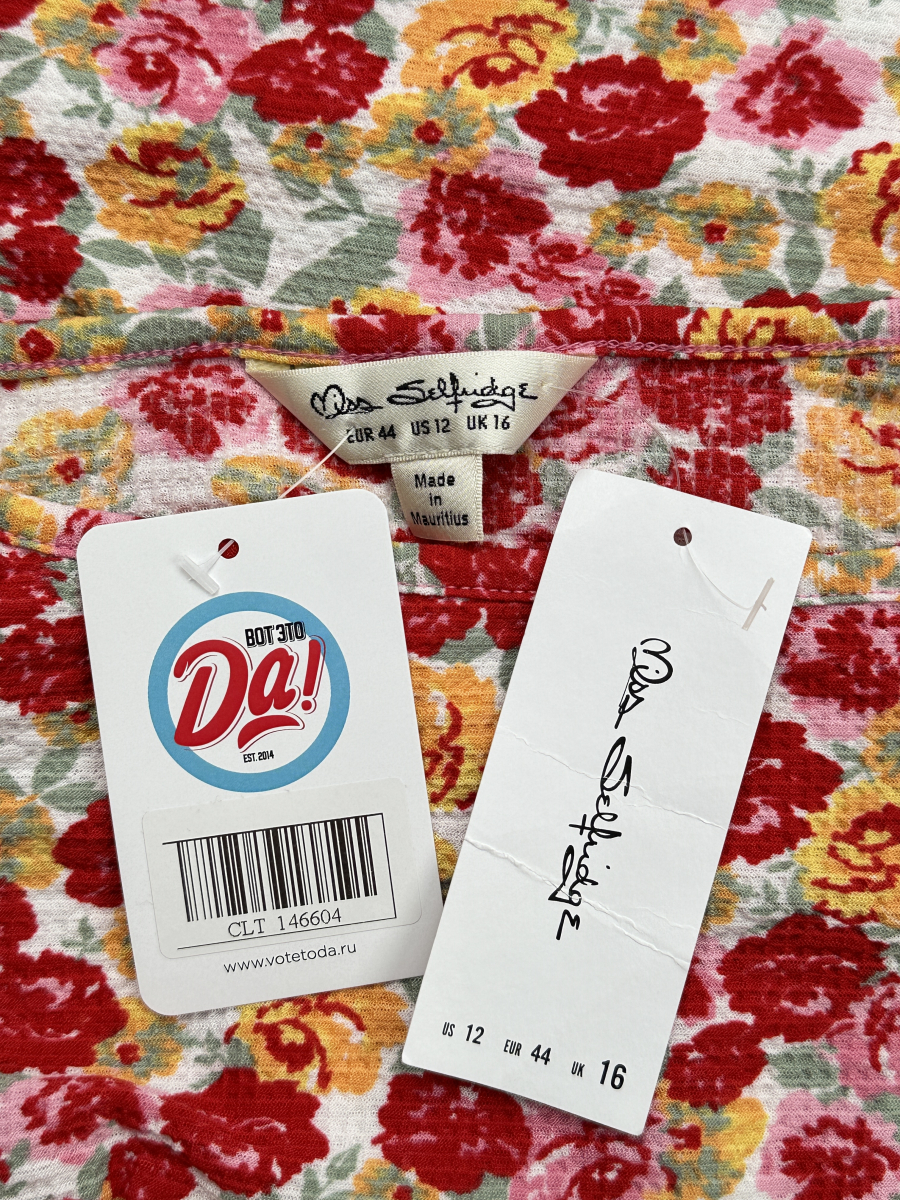 Miss Selfridge
EUR 44 US 12 UK 16
Made
in
Mauritius
ВОТ ЭТО
Да!
EST. 2014
CLT 146604
www.votetoda.ru
Miss Selfridge
US 12 EUR 44 UK 16